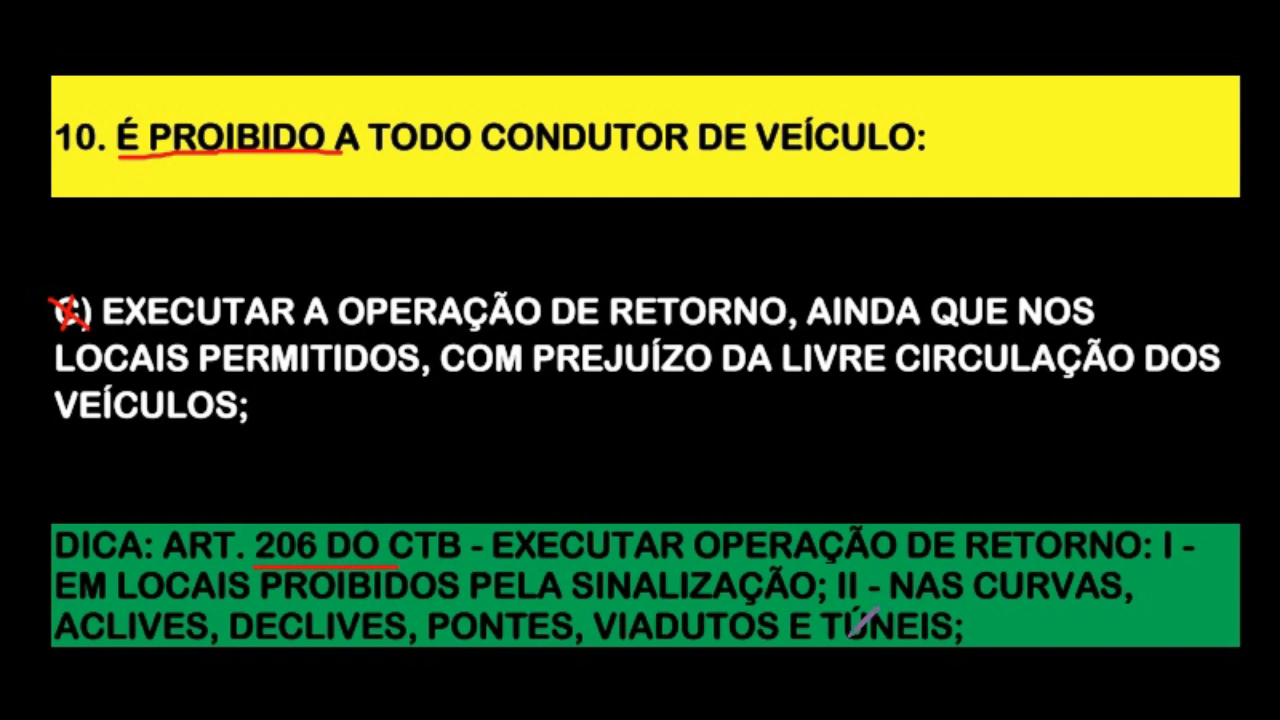 10. É PROIBIDO A TODO CONDUTOR DE VEÍCULO:
C) EXECUTAR A OPERAÇÃO DE RETORNO, AINDA QUE NOS
LOCAIS PERMITIDOS, COM PREJUÍZO DA LIVRE CIRCULAÇÃO DOS
VEÍCULOS;
DICA: ART. 206 DO CTB - EXECUTAR OPERAÇÃO DE RETORNO: I -
EM LOCAIS PROIBIDOS PELA SINALIZAÇÃO; II - NAS CURVAS,
ACLIVES, DECLIVES, PONTES, VIADUTOS E TÚNEIS;